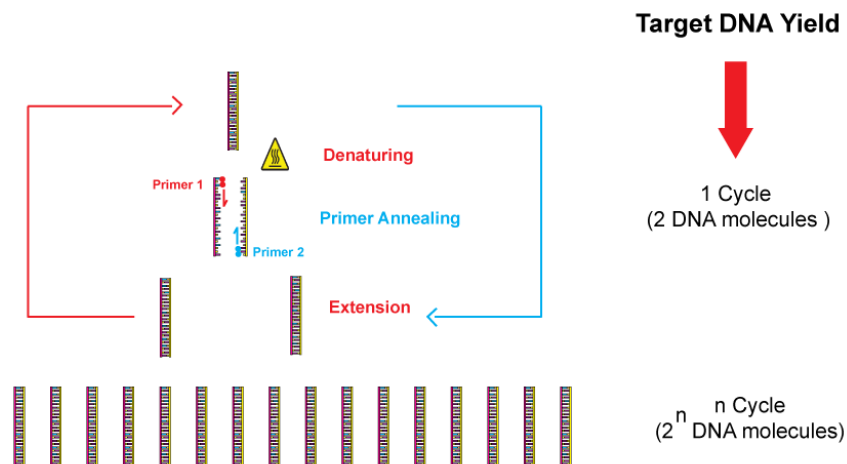 Target DNA Yield
Denaturing
Primer 1
Primer Annealing
1 Cycle
(2 DNA molecules )
Primer 2
Extension
n Cycle
(2ⁿ DNA molecules)